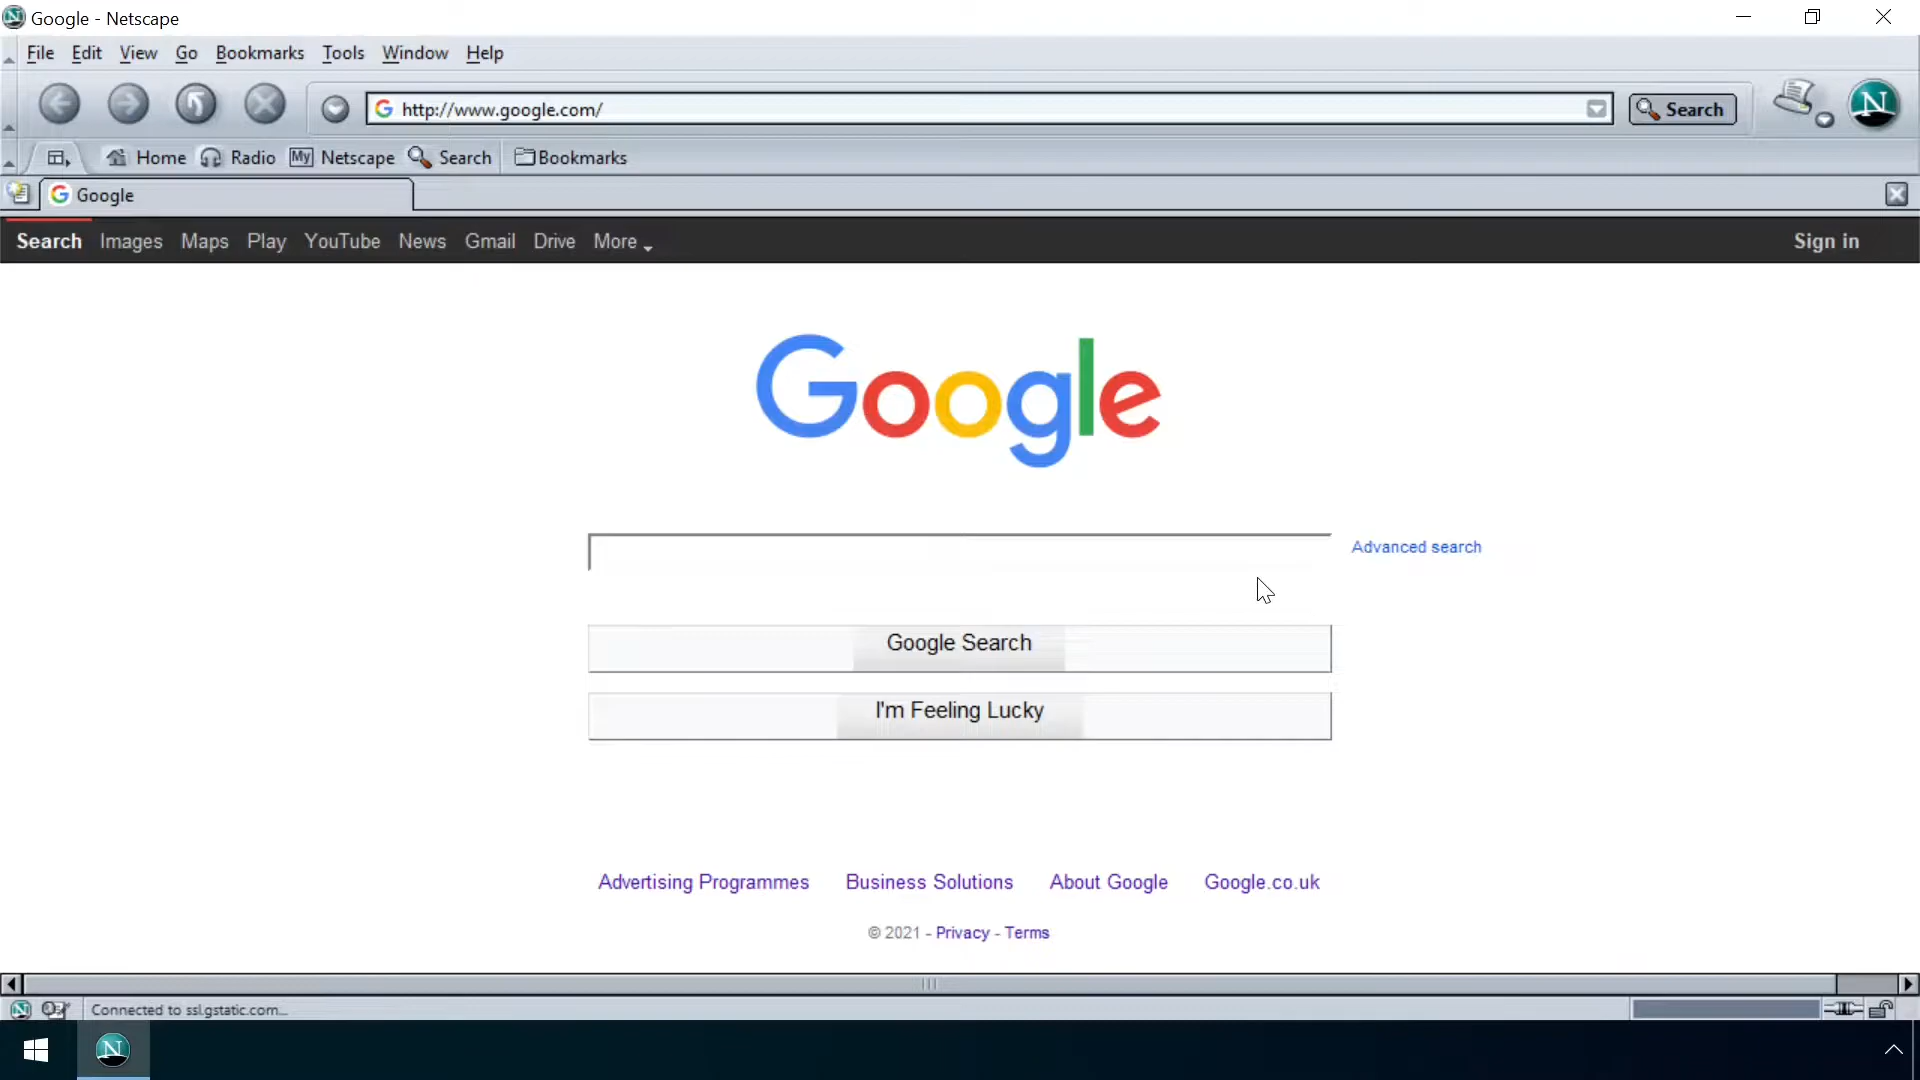 Google - Netscape
File Edit View Go Bookmarks Tools Window Help
http://www.google.com/ Search N
Home Radio My Netscape Search Bookmarks
Google
Search Images Maps Play YouTube News Gmail Drive More Sign in
Google
Advanced search
Google Search
I'm Feeling Lucky
Advertising Programmes Business Solutions About Google Google.co.uk
© 2021 - Privacy - Terms
Connected to ssl.gstatic.com...
N